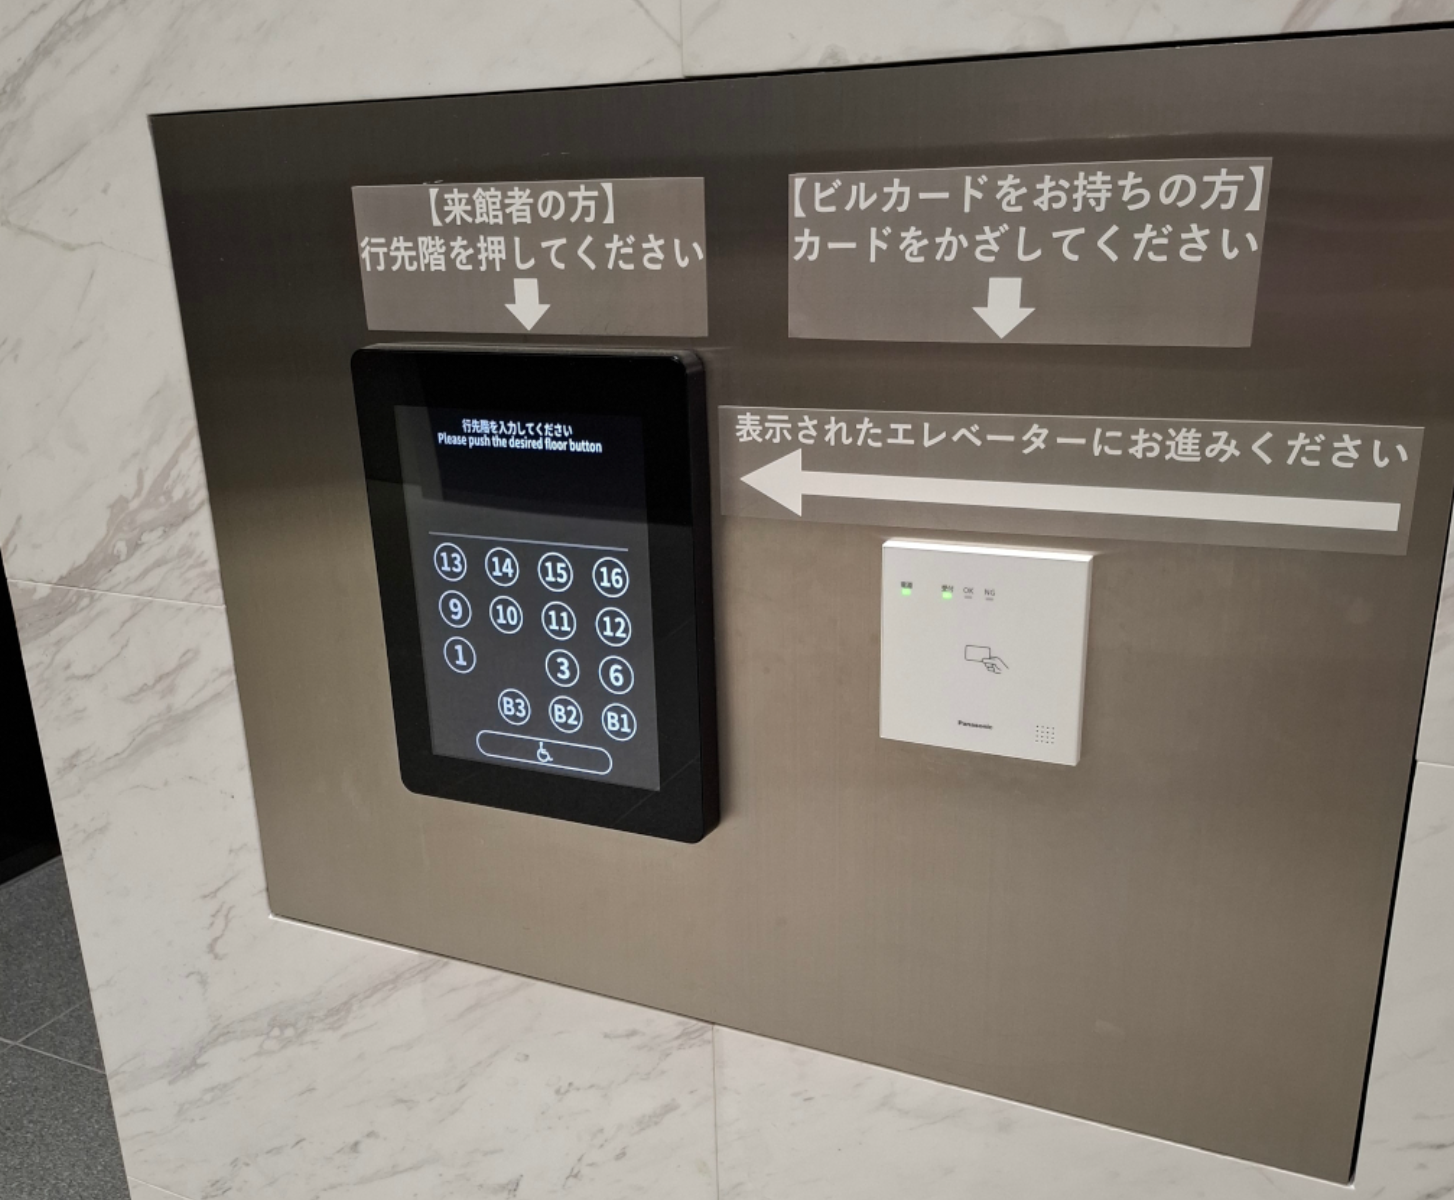 【来館者の方】
行先階を押してください
【ビルカードをお持ちの方】
カードをかざしてください
表示されたエレベーターにお進みください
行先階を入力してください
Please push the desired floor button
13 14 15 16
9 10 11 12
1 3 6
B3 B2 B1
電源 受付 OK NG
Panasonic